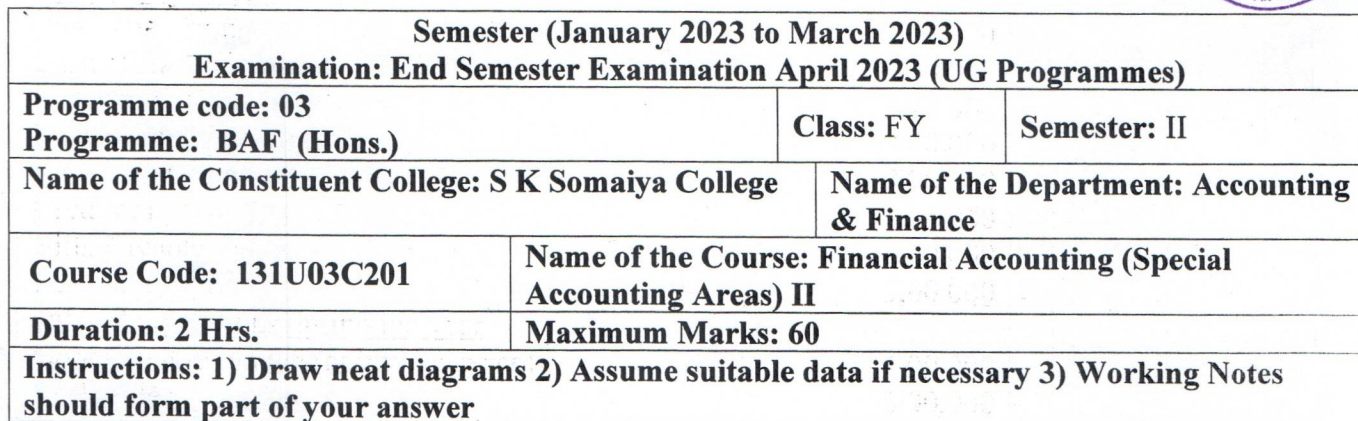 Semester (January 2023 to March 2023)
Examination: End Semester Examination April 2023 (UG Programmes)
Programme code: 03
Programme: BAF (Hons.)
Class: FY
Semester: II
Name of the Constituent College: S K Somaiya College
Name of the Department: Accounting
& Finance
Course Code: 131U03C201
Name of the Course: Financial Accounting (Special
Accounting Areas) II
Duration: 2 Hrs.
Maximum Marks: 60
Instructions: 1) Draw neat diagrams 2) Assume suitable data if necessary 3) Working Notes
should form part of your answer